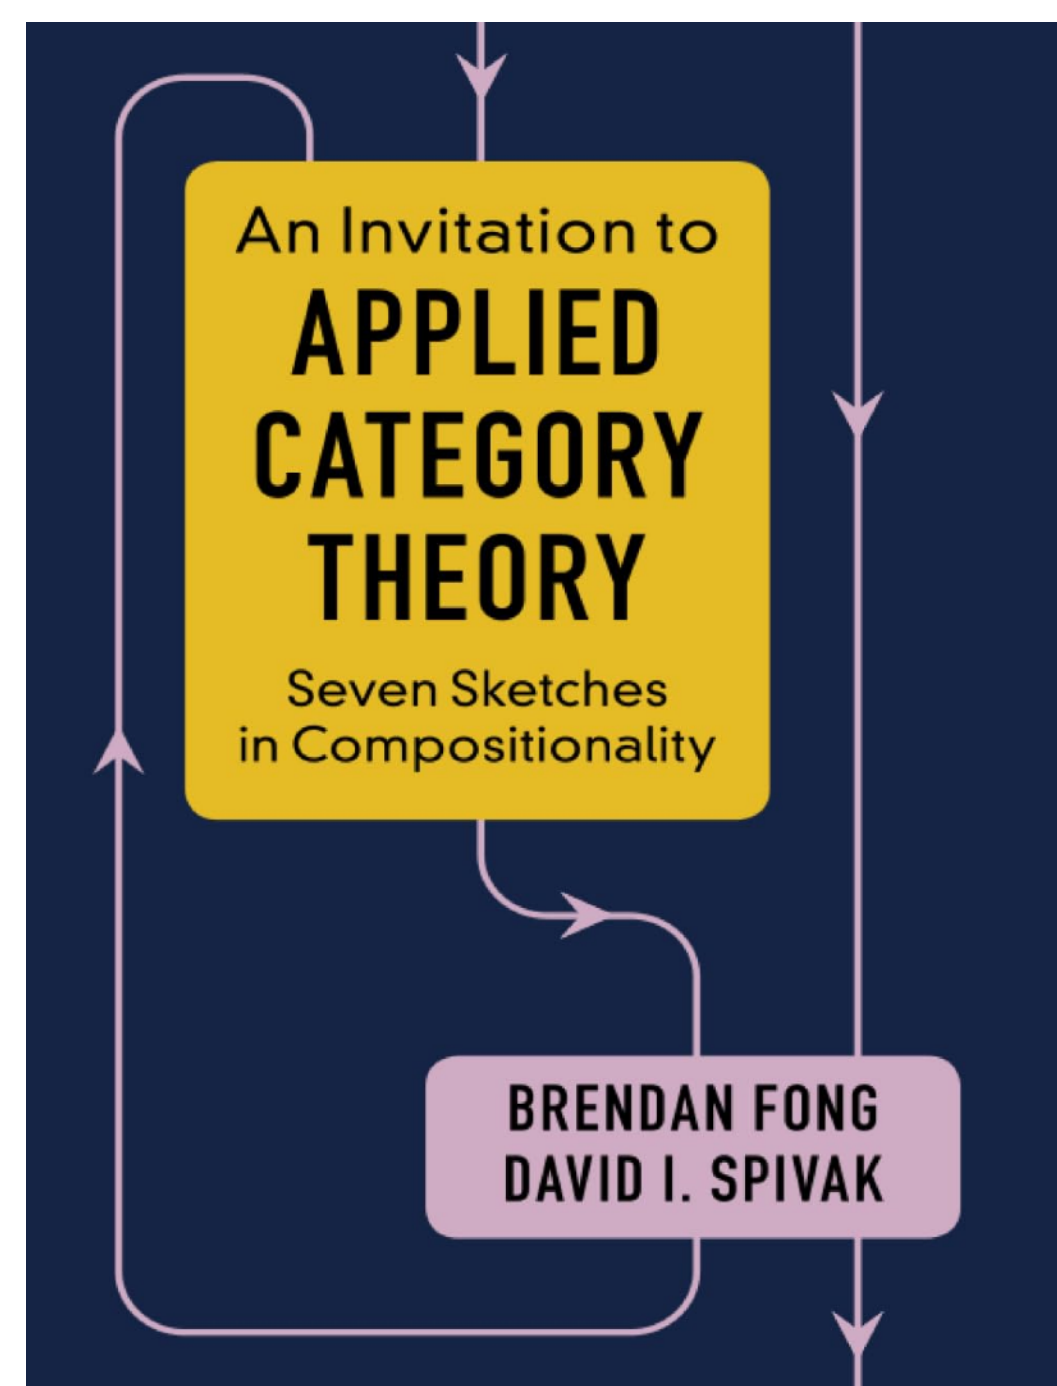 An Invitation to
APPLIED
CATEGORY
THEORY
Seven Sketches
in Compositionality
BRENDAN FONG
DAVID I. SPIVAK